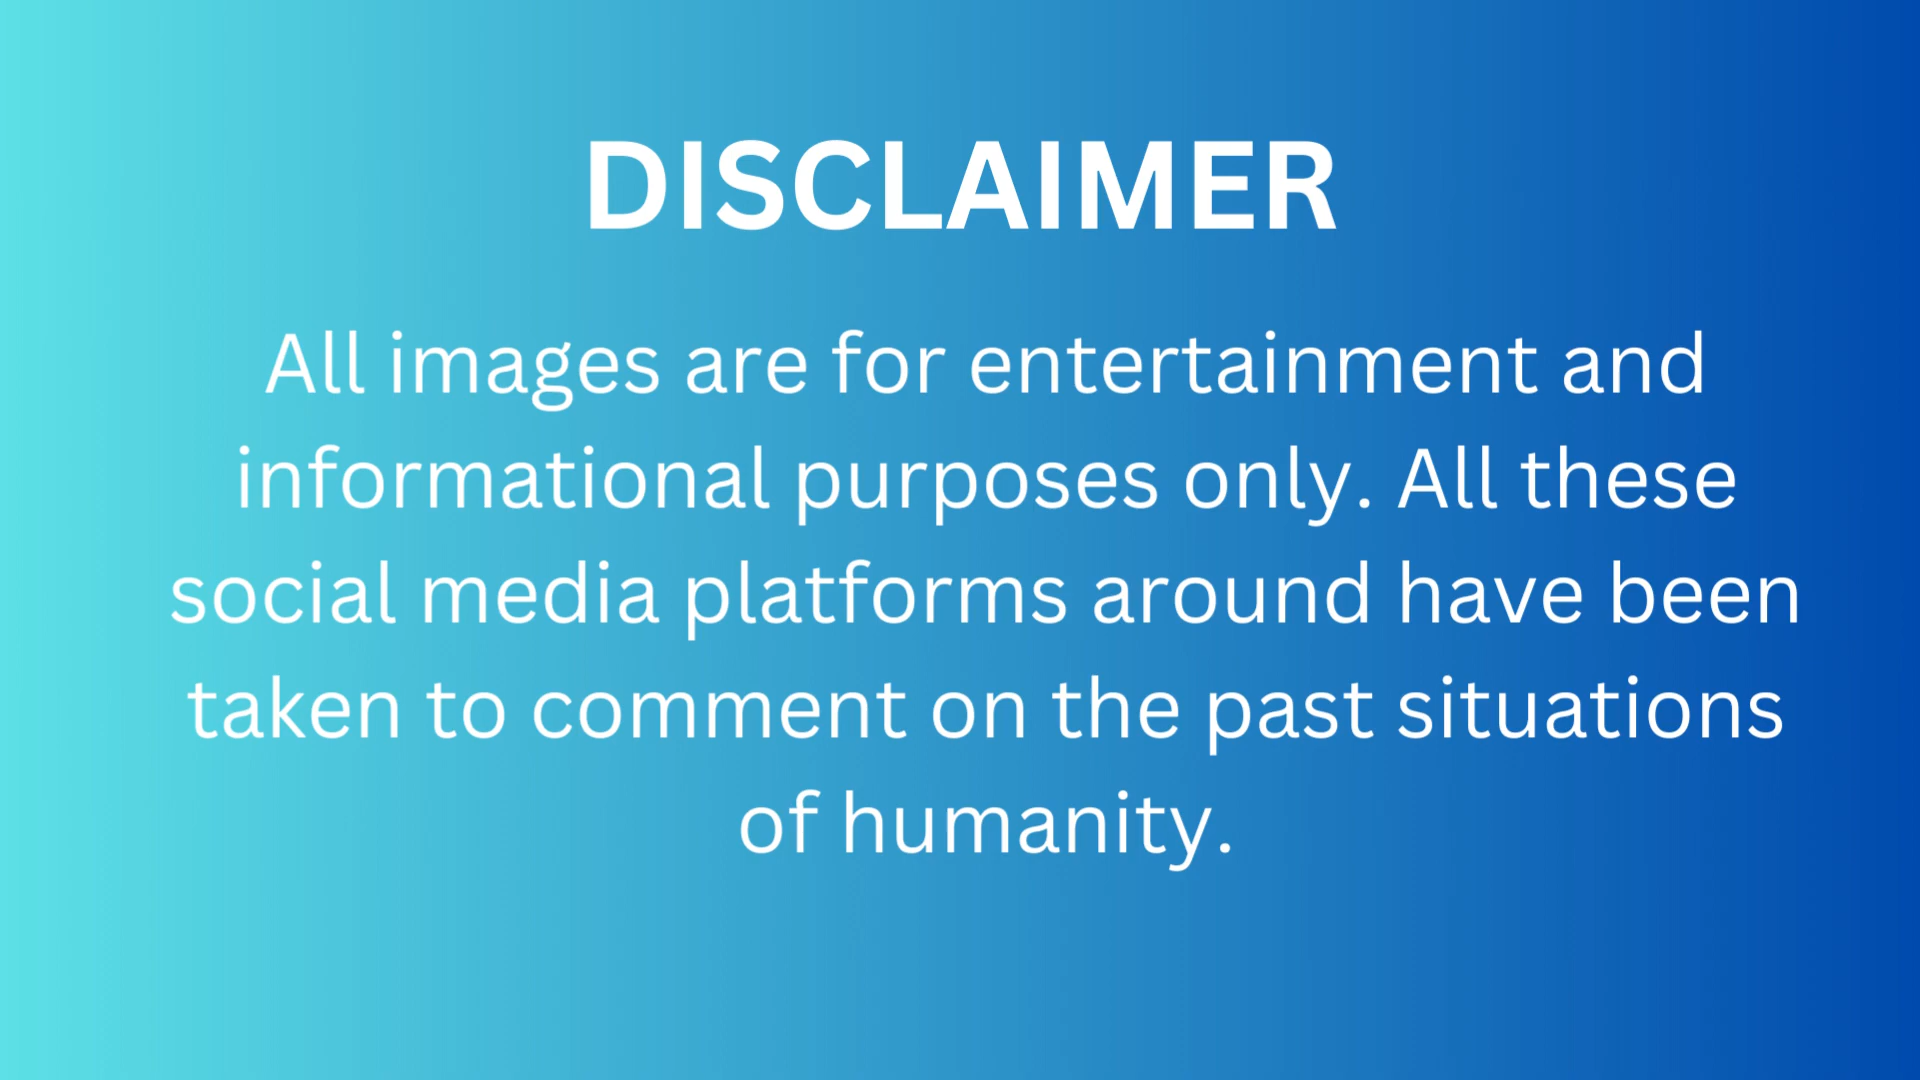 DISCLAIMER
All images are for entertainment and
informational purposes only. All these
social media platforms around have been
taken to comment on the past situations
of humanity.